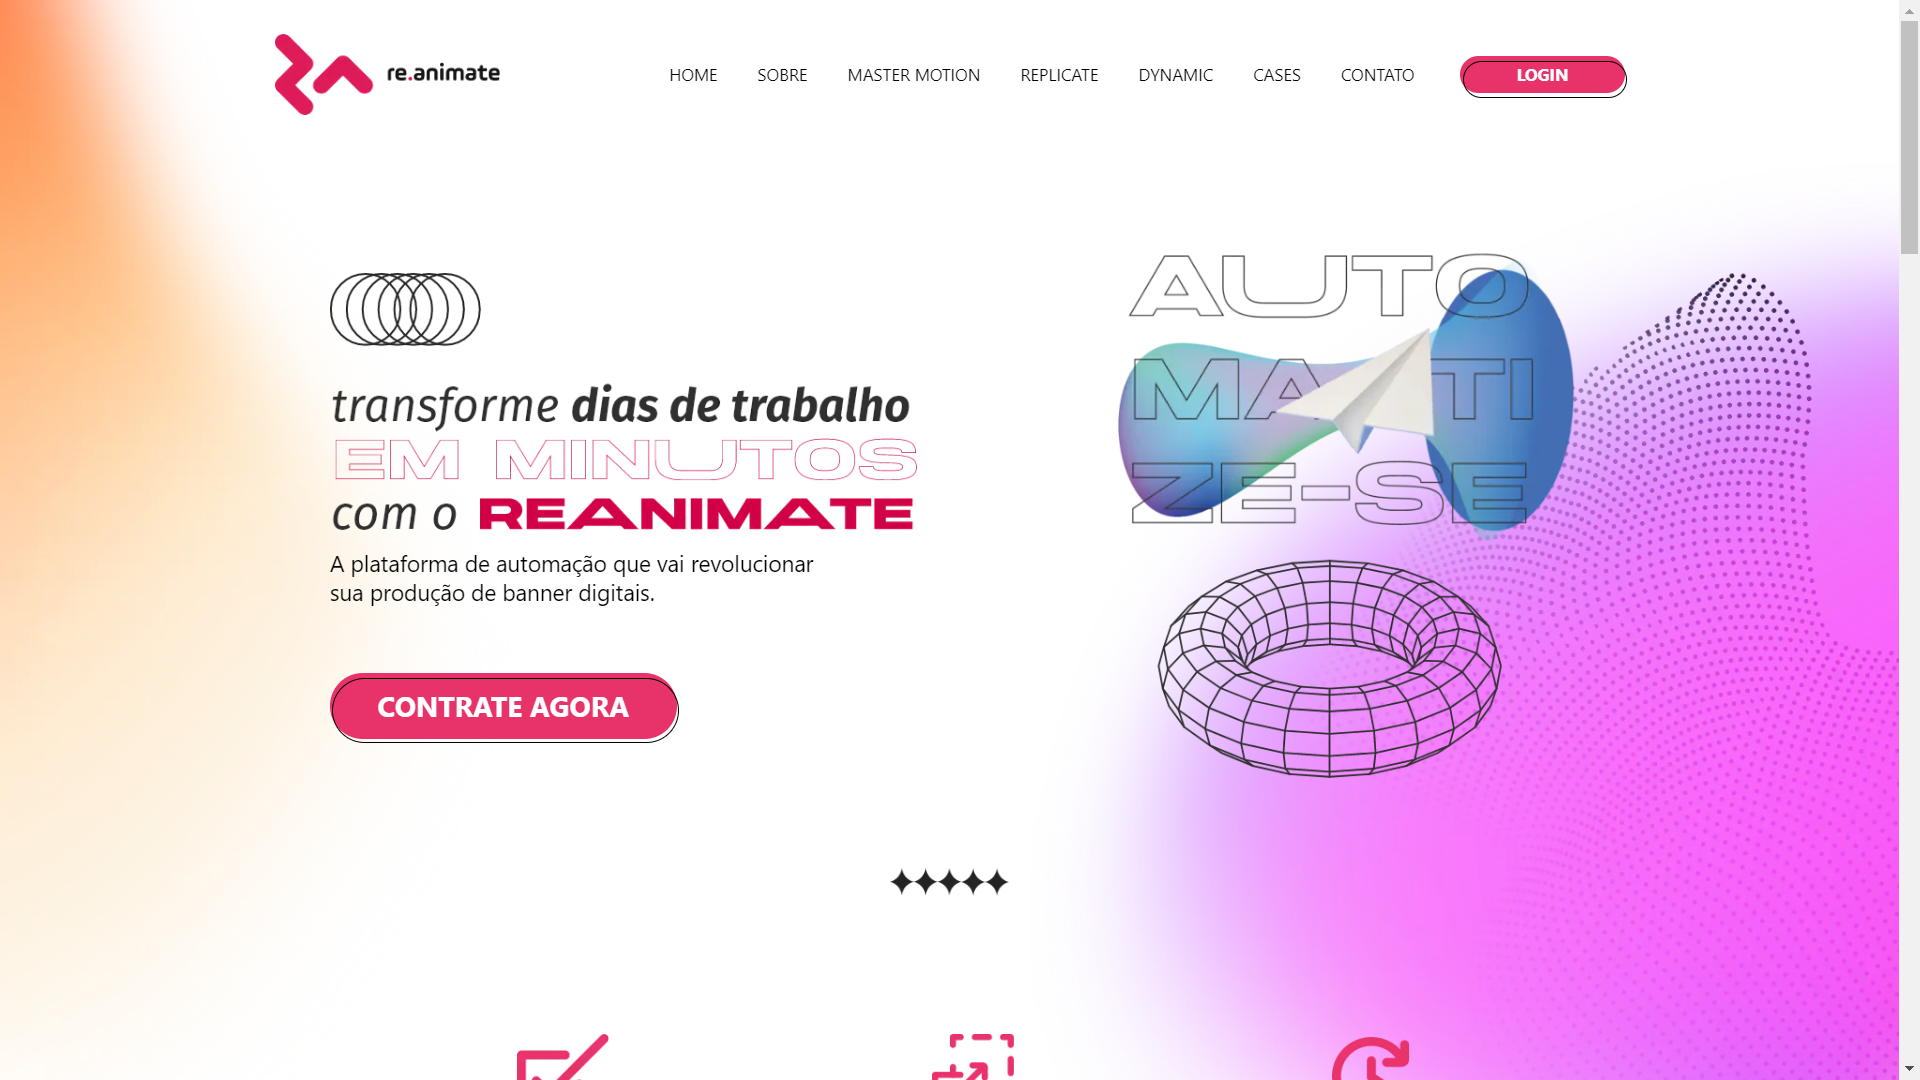 re.animate
HOME
SOBRE
MASTER MOTION
REPLICATE
DYNAMIC
CASES
CONTATO
LOGIN
transforme dias de trabalho
EM MINUTOS
com o REANIMATE
A plataforma de automação que vai revolucionar
sua produção de banner digitais.
CONTRATE AGORA
AUTO
MATI
ZE-SE